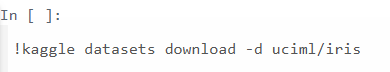 In [ ]:
!kaggle datasets download -d uciml/iris